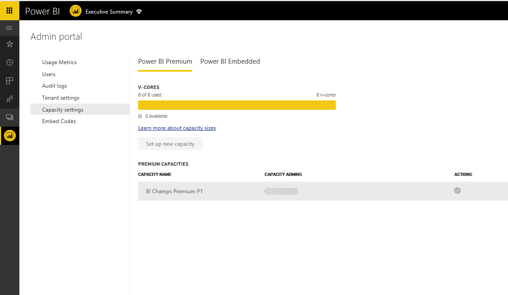 Power BI Executive Summary
Admin portal
Usage Metrics
Users
Audit logs
Tenant settings
Capacity settings
Embed Codes
Power BI Premium Power BI Embedded
V-CORES
8 of 8 used 8 v-cores
0 available
Learn more about capacity sizes
Set up new capacity
PREMIUM CAPACITIES
CAPACITY NAME CAPACITY ADMINS ACTIONS
BI Champs Premium P1